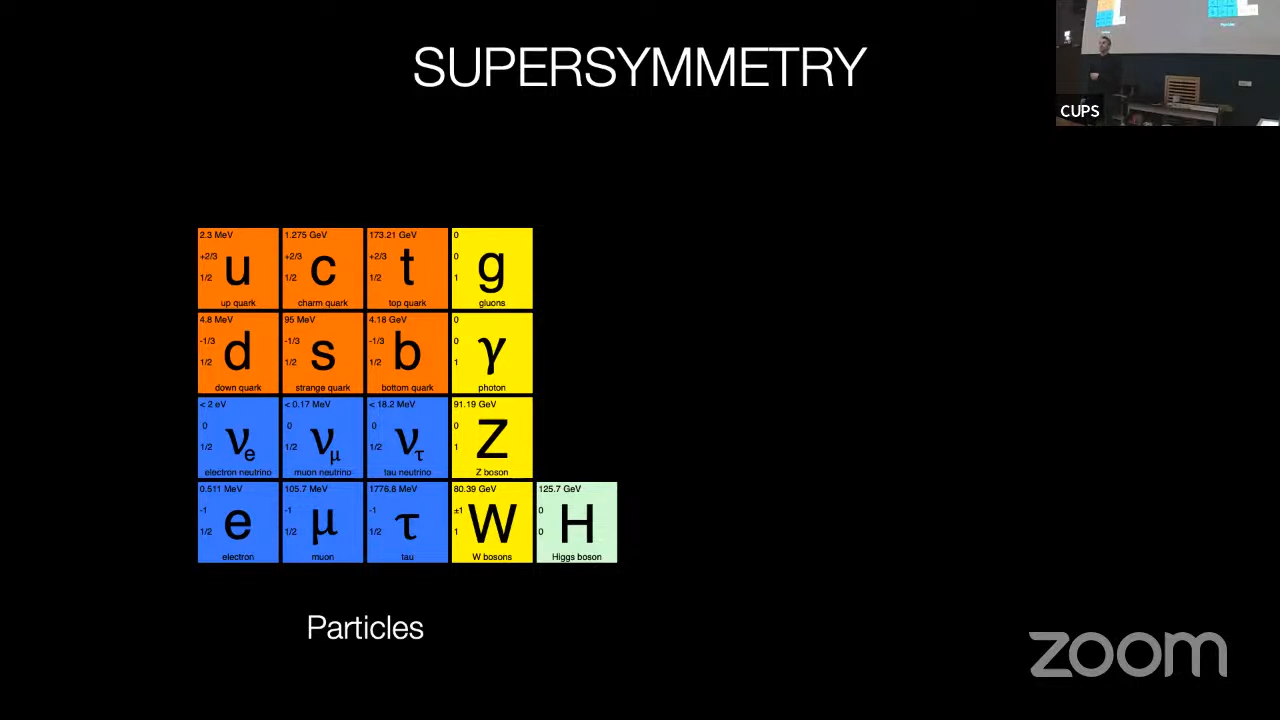 SUPERSYMMETRY
CUPS
2.3 MeV
+2/3
1/2
u
up quark
1.275 GeV
+2/3
1/2
c
charm quark
173.21 GeV
+2/3
1/2
t
top quark
0
0
1
g
gluons
4.8 MeV
-1/3
1/2
d
down quark
95 MeV
-1/3
1/2
s
strange quark
4.18 GeV
-1/3
1/2
b
bottom quark
0
0
1
γ
photon
< 2 eV
0
1/2
νe
electron neutrino
< 0.17 MeV
0
1/2
νμ
muon neutrino
< 18.2 MeV
0
1/2
ντ
tau neutrino
91.19 GeV
0
1
Z
Z boson
0.511 MeV
-1
1/2
e
electron
105.7 MeV
-1
1/2
μ
muon
1776.8 MeV
-1
1/2
τ
tau
80.39 GeV
±1
1
W
W bosons
125.7 GeV
0
0
H
Higgs boson
Particles
zoom